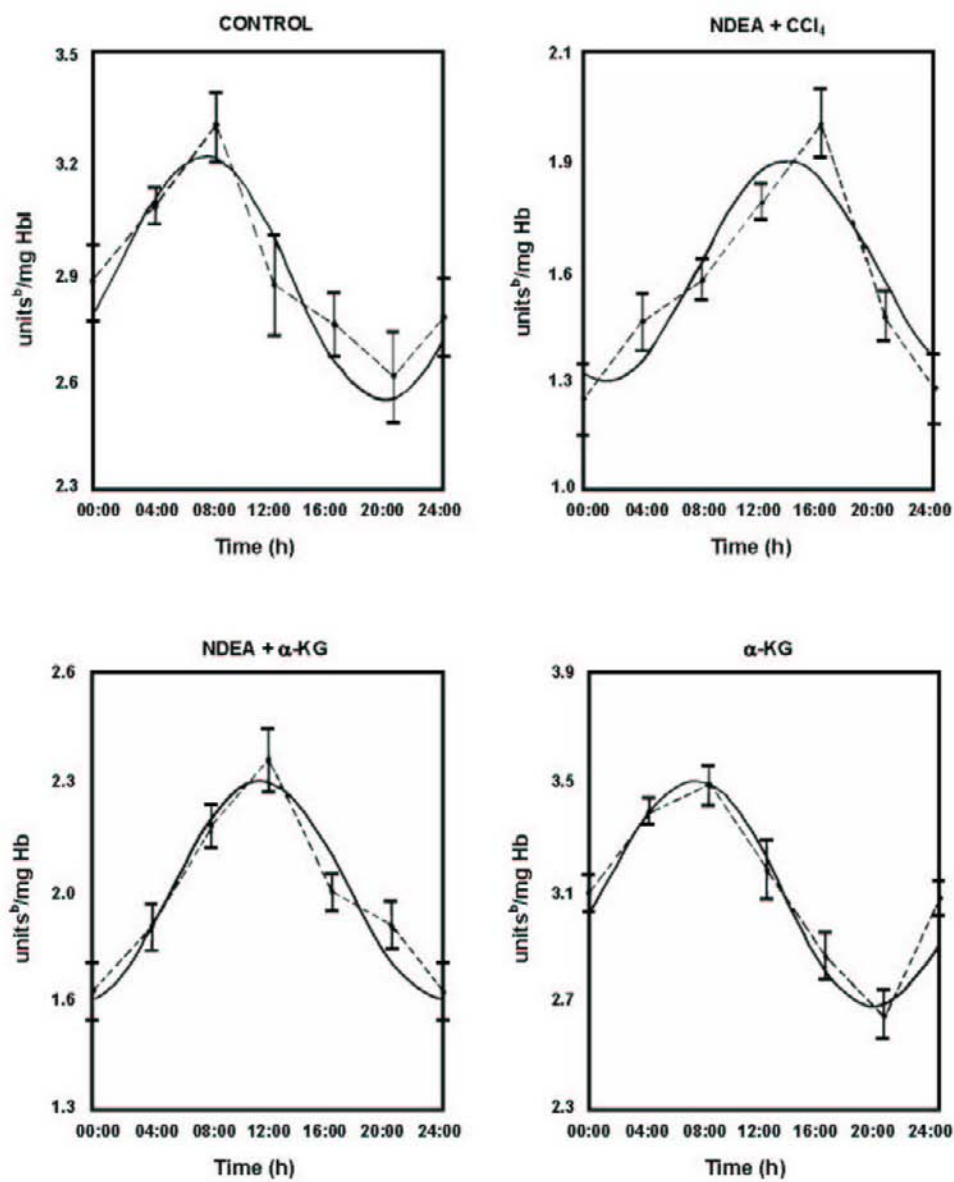 CONTROL
3.5
3.2
2.9
2.6
2.3
units^b/mg Hbl
00:00 04:00 08:00 12:00 16:00 20:00 24:00
Time (h)
NDEA + CCl₄
2.1
1.9
1.6
1.3
1.0
units^b/mg Hb
00:00 04:00 08:00 12:00 16:00 20:00 24:00
Time (h)
NDEA + α-KG
2.6
2.3
2.0
1.6
1.3
units^b/mg Hb
00:00 04:00 08:00 12:00 16:00 20:00 24:00
Time (h)
α-KG
3.9
3.5
3.1
2.7
2.3
units^b/mg Hb
00:00 04:00 08:00 12:00 16:00 20:00 24:00
Time (h)